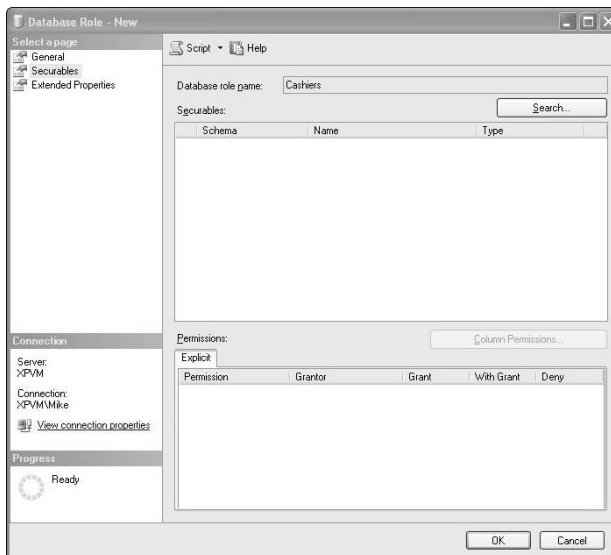 Database Role - New
Select a page
General
Securables
Extended Properties
Script Help
Database role name: Cashiers
Securables: Search...
Schema Name Type
Connection
Server:
XPVM
Connection:
XPVM\Mike
View connection properties
Progress
Ready
Permissions: Column Permissions...
Explicit
Permission Grantor Grant With Grant Deny
OK Cancel